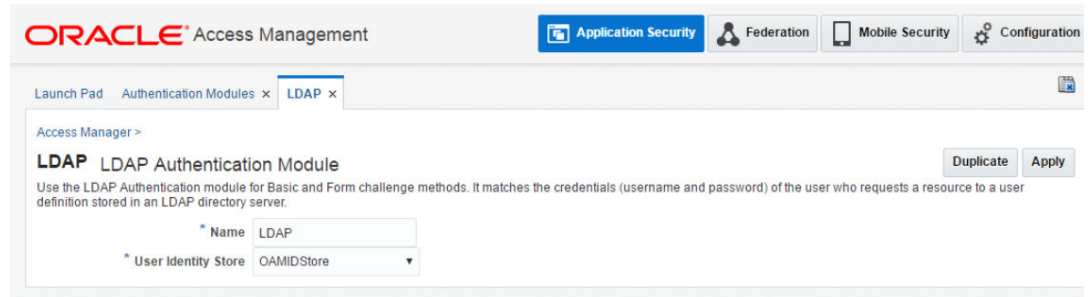 ORACLE Access Management
Application Security Federation Mobile Security Configuration
Launch Pad Authentication Modules × LDAP ×
Access Manager >
LDAP LDAP Authentication Module
Duplicate Apply
Use the LDAP Authentication module for Basic and Form challenge methods. It matches the credentials (username and password) of the user who requests a resource to a user
definition stored in an LDAP directory server.
* Name LDAP
* User Identity Store OAMIDStore